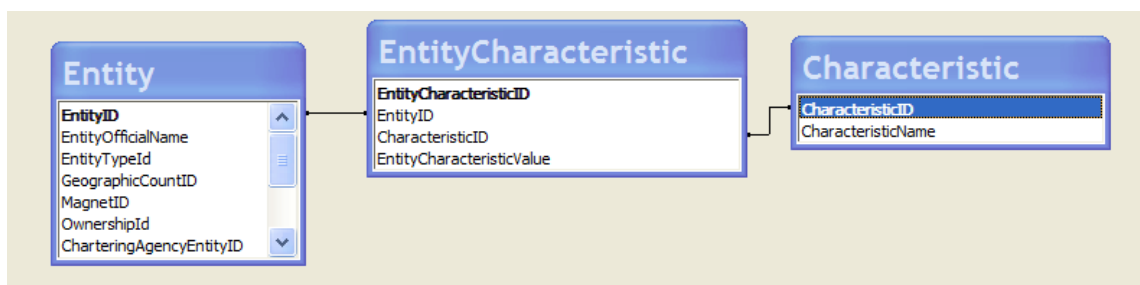 Entity
EntityID
EntityOfficialName
EntityTypeId
GeographicCountID
MagnetID
OwnershipId
CharteringAgencyEntityID
EntityCharacteristic
EntityCharacteristicID
EntityID
CharacteristicID
EntityCharacteristicValue
Characteristic
CharacteristicID
CharacteristicName